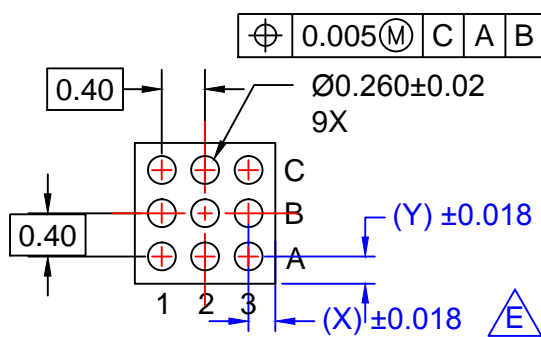 ⌖ 0.005Ⓜ C A B
0.40
Ø0.260±0.02
9X
C
B
(Y) ±0.018
0.40
A
1 2 3
(X) ±0.018
E